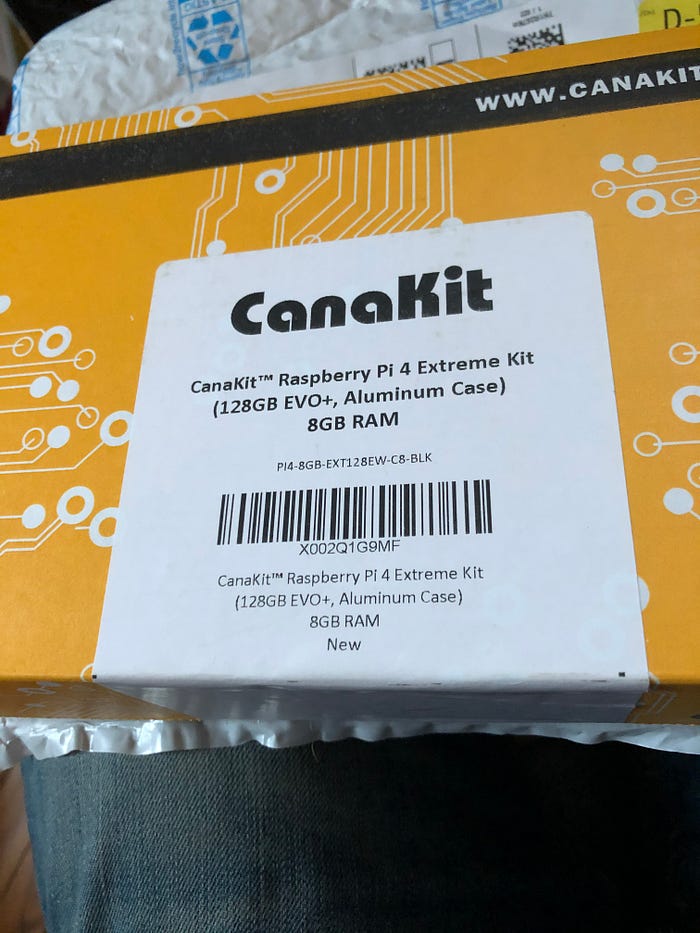 WWW.CANAKIT
CanaKit
CanaKit™ Raspberry Pi 4 Extreme Kit
(128GB EVO+, Aluminum Case)
8GB RAM
PI4-8GB-EXT128EW-C8-BLK
X002Q1G9MF
CanaKit™ Raspberry Pi 4 Extreme Kit
(128GB EVO+, Aluminum Case)
8GB RAM
New